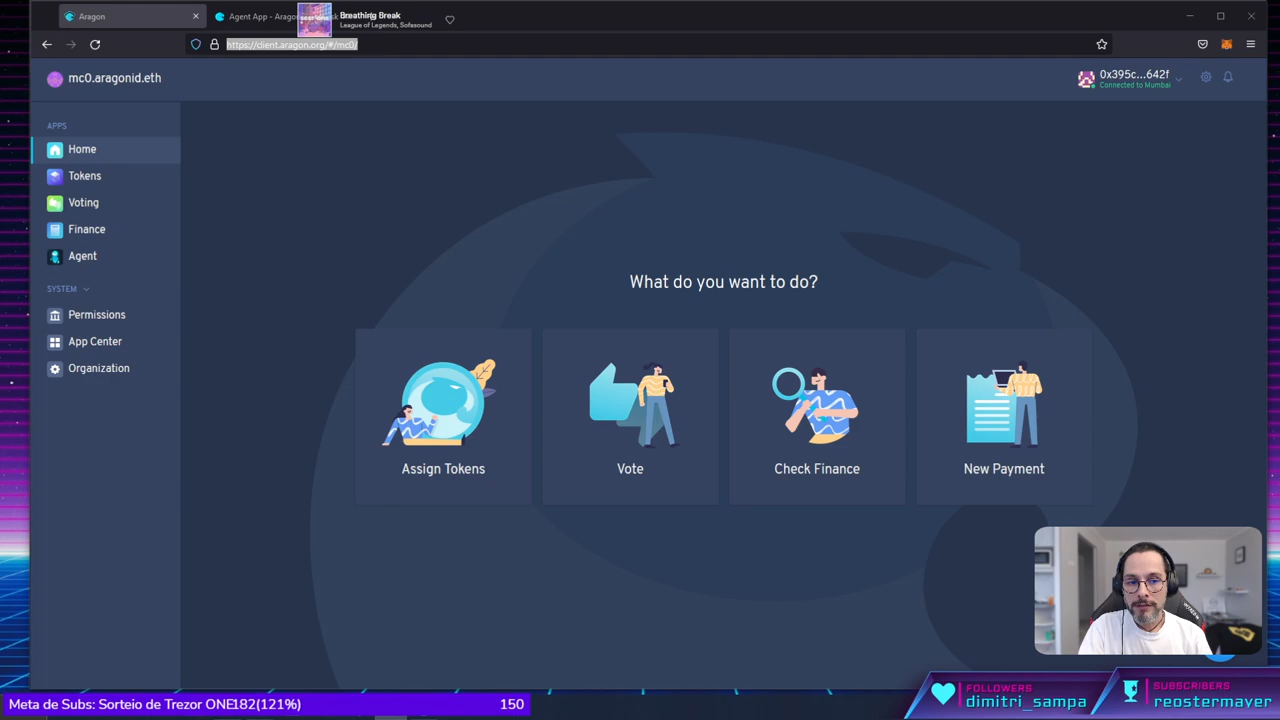 Aragon
Agent App - Arago
Breathing Break
League of Legends, Sofasound
sessions
https://client.aragon.org/#/mc0/
mc0.aragonid.eth
0x395c...642f
Connected to Mumbai
APPS
Home
Tokens
Voting
Finance
Agent
SYSTEM
Permissions
App Center
Organization
What do you want to do?
Assign Tokens
Vote
Check Finance
New Payment
Meta de Subs: Sorteio de Trezor ONE182(121%)
150
FOLLOWERS
dimitri_sampa
SUBSCRIBERS
reostermayer